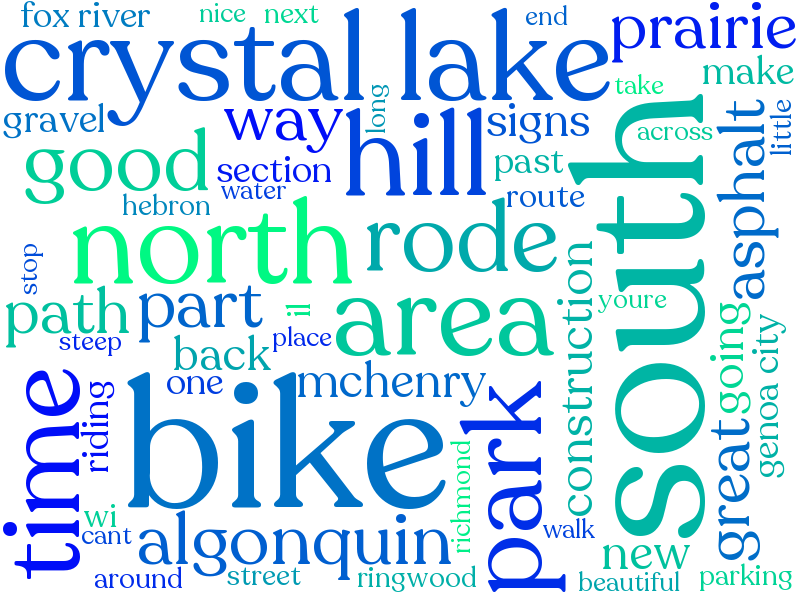 fox river
nice
next
end
prairie
crystal lake
make
take
gravel
way
long
hill
signs
across
little
good
section
past
south
asphalt
water
route
hebron
north
rode
stop
construction
path
part
il
area
youre
steep
back
place
going
genoa city
time
riding
one
mchenry
bike
park
great
richmond
wi
cant
algonquin
walk
new
around
street
ringwood
beautiful
parking